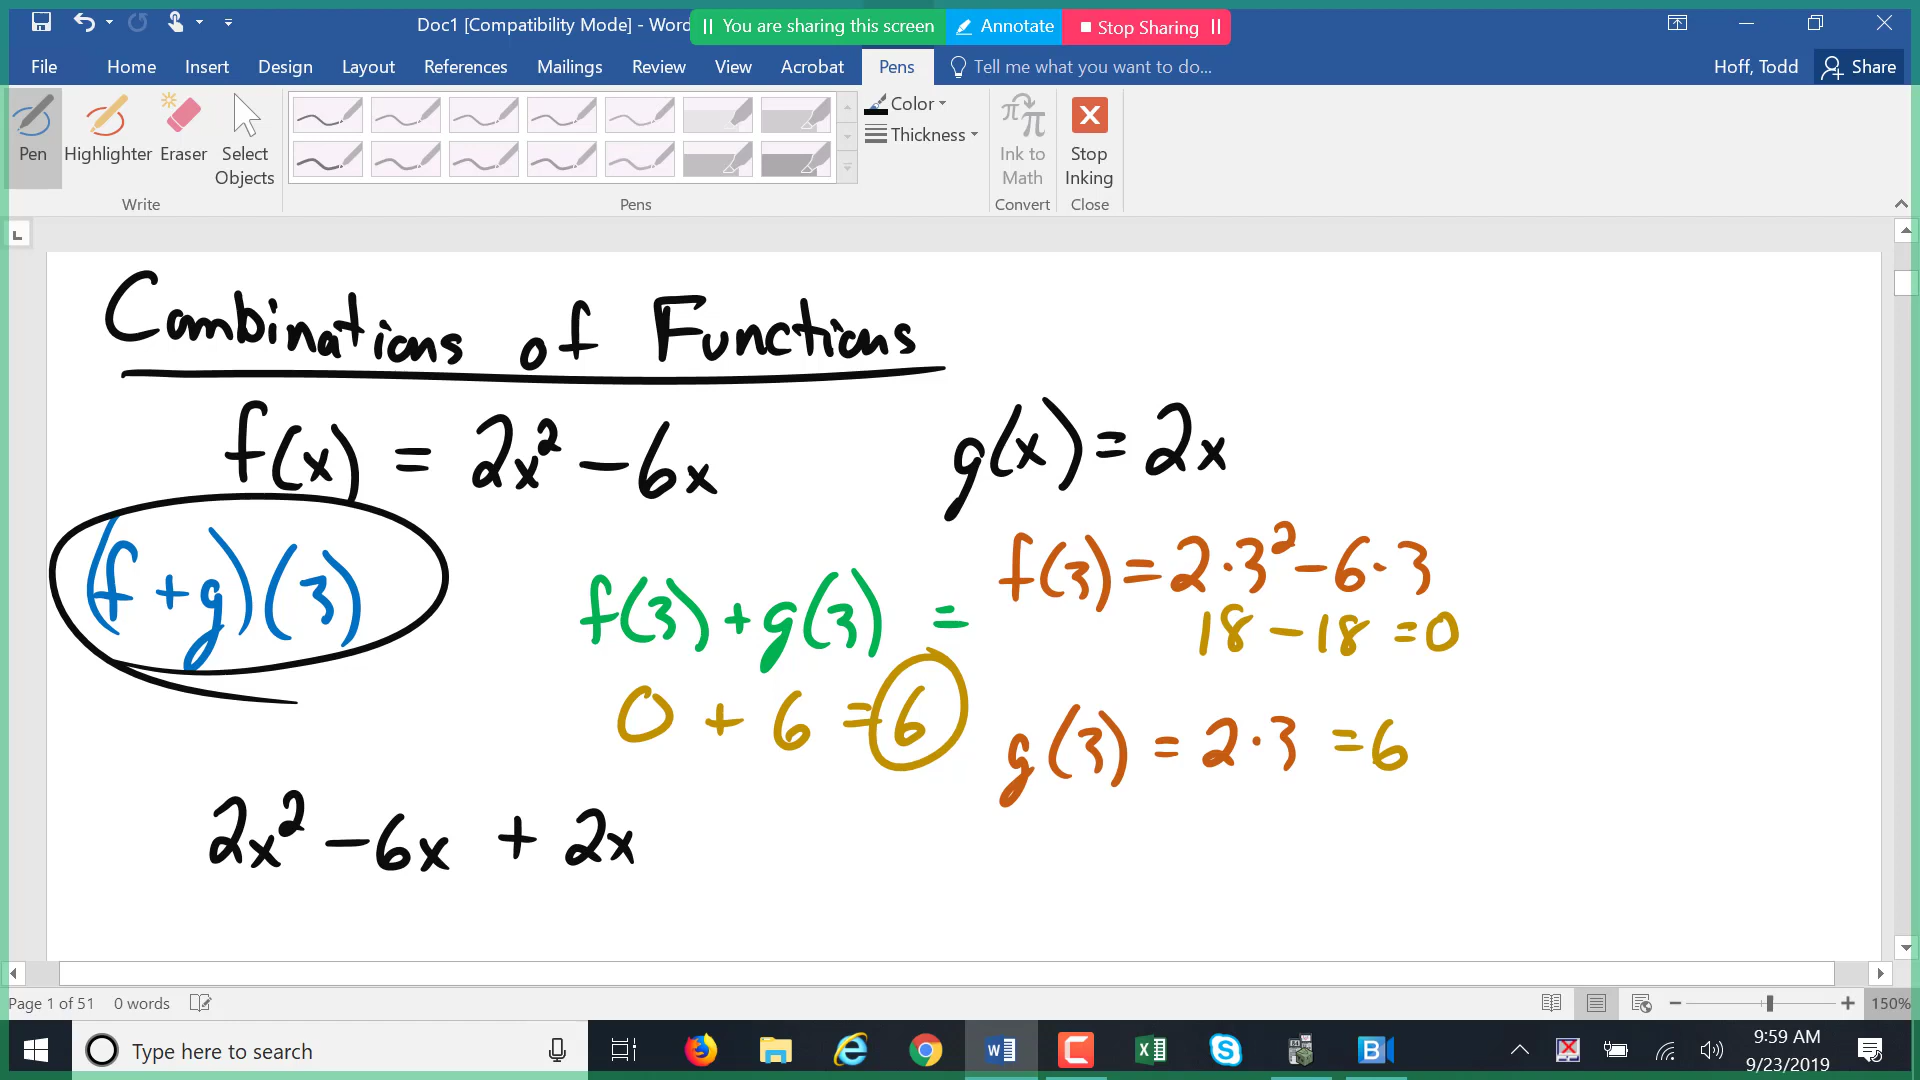 Doc1 [Compatibility Mode] - Word
You are sharing this screen
Annotate
Stop Sharing
File Home Insert Design Layout References Mailings Review View Acrobat Pens Tell me what you want to do...
Hoff, Todd Share
Pen Highlighter Eraser Select Objects
Write
Pens
Color
Thickness
Ink to Math
Convert
Stop Inking
Close
Combinations of Functions
f(x) = 2x² - 6x
g(x) = 2x
(f + g)(3)
f(3) + g(3) =
0 + 6 = 6
f(3) = 2·3² - 6·3
18 - 18 = 0
g(3) = 2·3 = 6
2x² - 6x + 2x
Page 1 of 51 0 words
150%
Type here to search
9:59 AM
9/23/2019